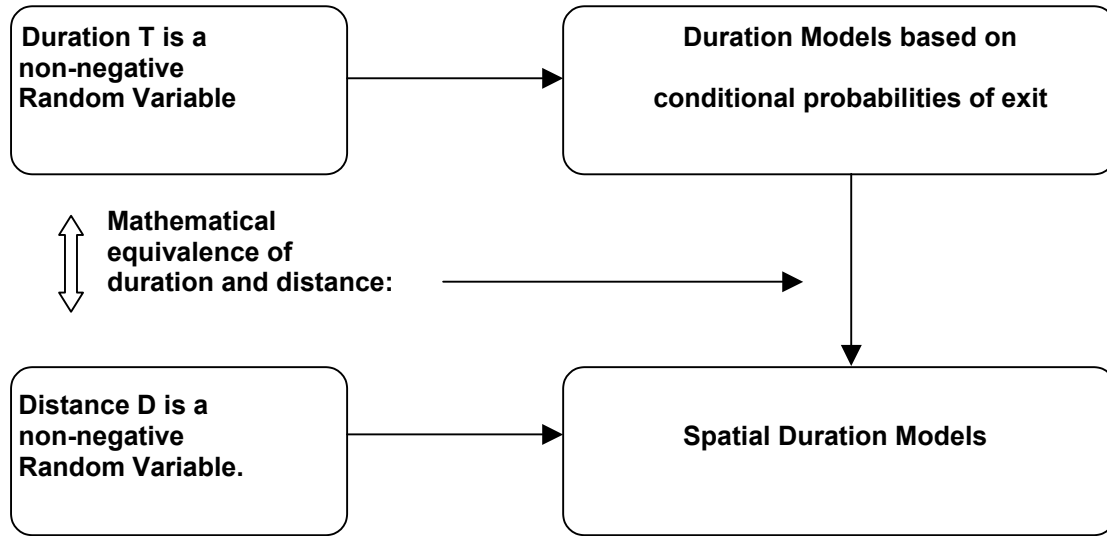 Duration T is a
non-negative
Random Variable
Duration Models based on
conditional probabilities of exit
Mathematical
equivalence of
duration and distance:
Distance D is a
non-negative
Random Variable.
Spatial Duration Models